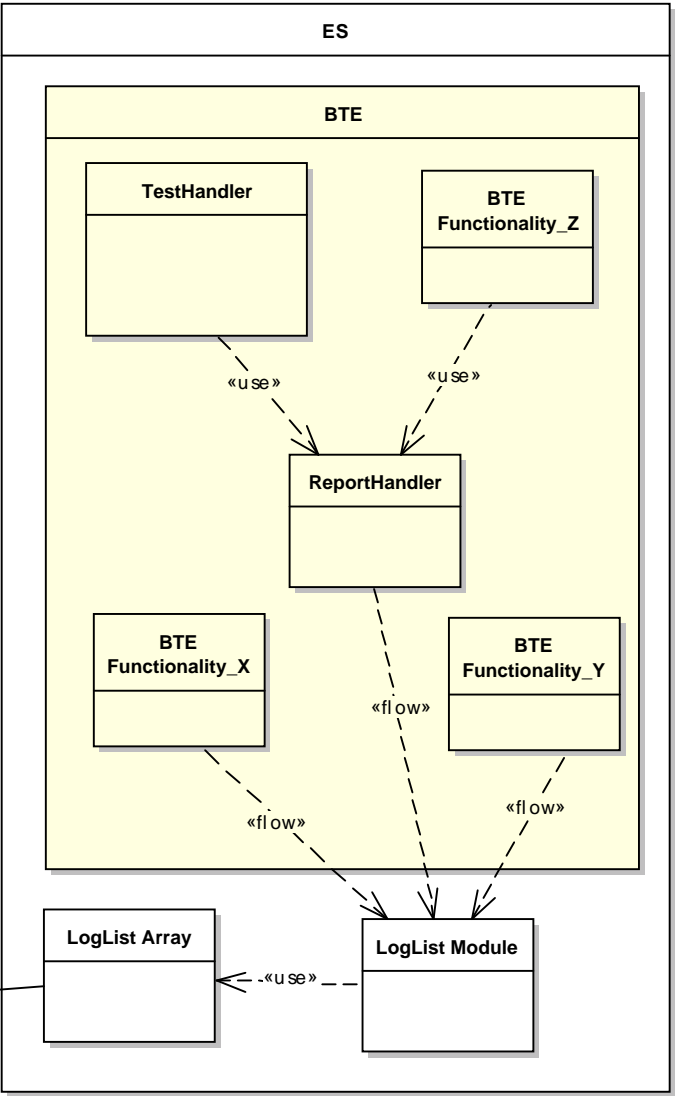 ES
BTE
TestHandler
BTE
Functionality_Z
«use»
«use»
ReportHandler
BTE
Functionality_X
BTE
Functionality_Y
«flow»
«flow»
«flow»
LogList Array
LogList Module
«use»